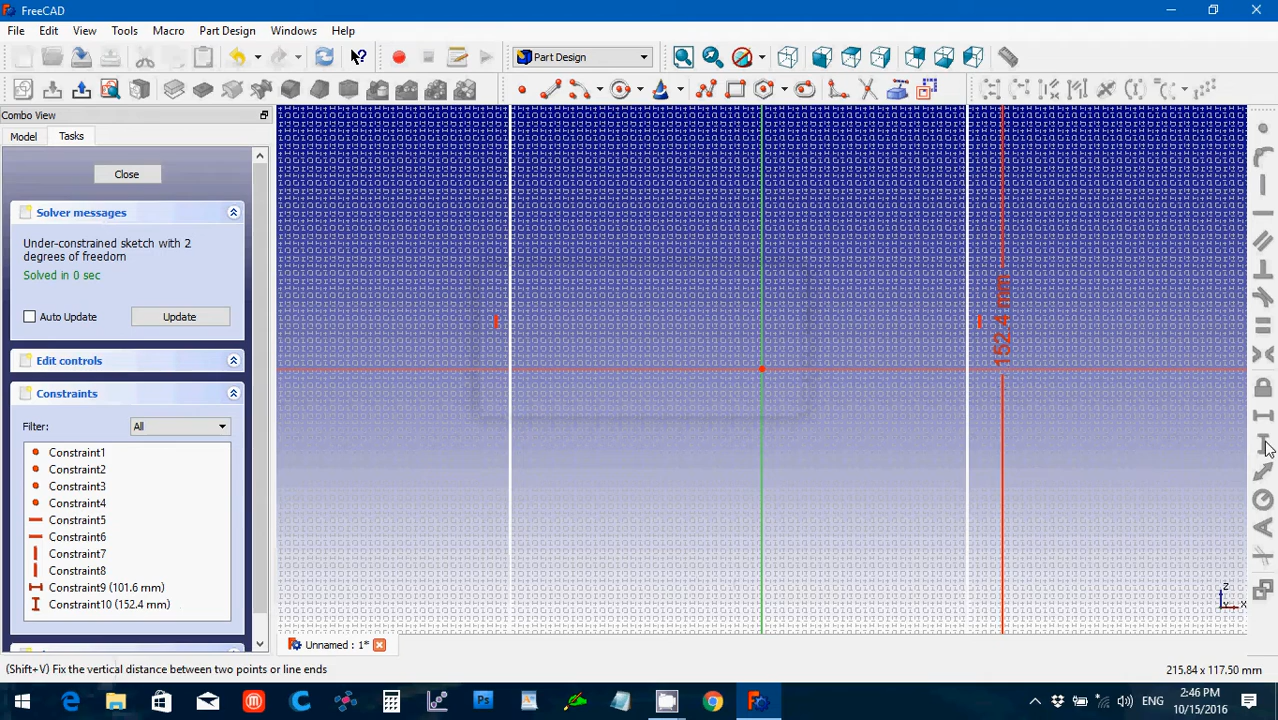 FreeCAD
File Edit View Tools Macro Part Design Windows Help
Part Design
Combo View
Model Tasks
Close
Solver messages
Under-constrained sketch with 2
degrees of freedom
Solved in 0 sec
Auto Update Update
Edit controls
Constraints
Filter: All
Constraint1
Constraint2
Constraint3
Constraint4
Constraint5
Constraint6
Constraint7
Constraint8
Constraint9 (101.6 mm)
Constraint10 (152.4 mm)
152.4 mm
Z
Y X
Unnamed : 1*
(Shift+V) Fix the vertical distance between two points or line ends
215.84 x 117.50 mm
Ps
ENG
2:46 PM
10/15/2016